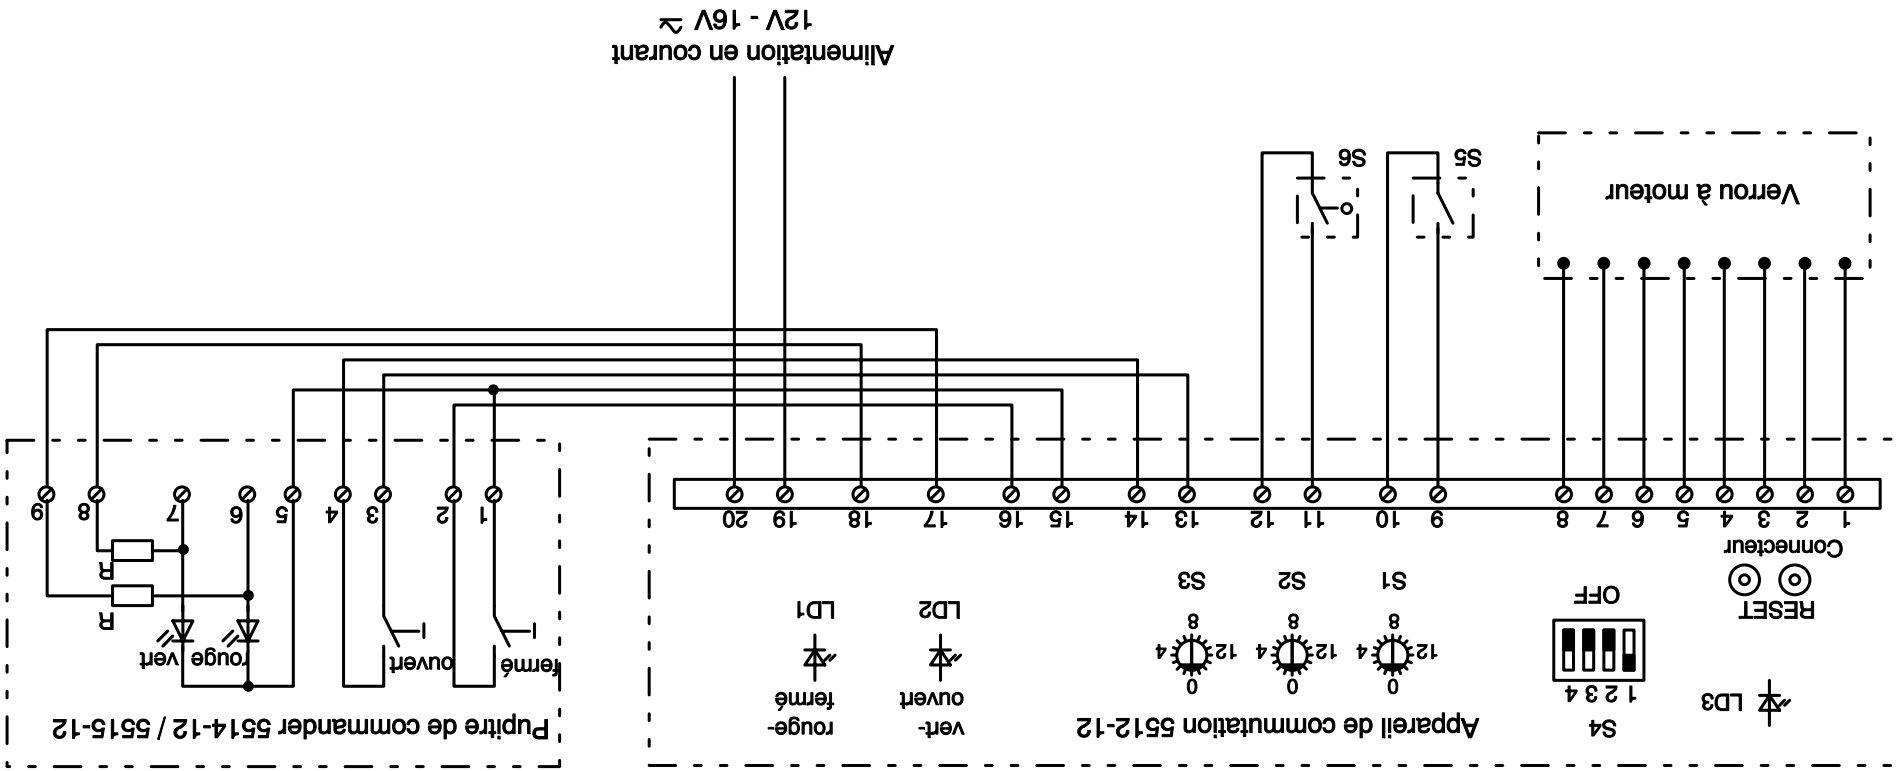 LD3
S4
1 2 3 4
OFF
RESET
Connecteur
Appareil de commutation 5512-12
0
4
12
8
S1
0
4
12
8
S2
0
4
12
8
S3
vert-
ouvert
LD2
rouge-
fermé
LD1
1 2 3 4 5 6 7 8 9 10 11 12 13 14 15 16 17 18 19 20
Pupitre de commander 5514-12 / 5515-12
fermé
ouvert
rouge
vert
R
R
1 2 3 4 5 6 7 8 9
Verrou à moteur
S5
S6
Alimentation en courant
12V - 16V